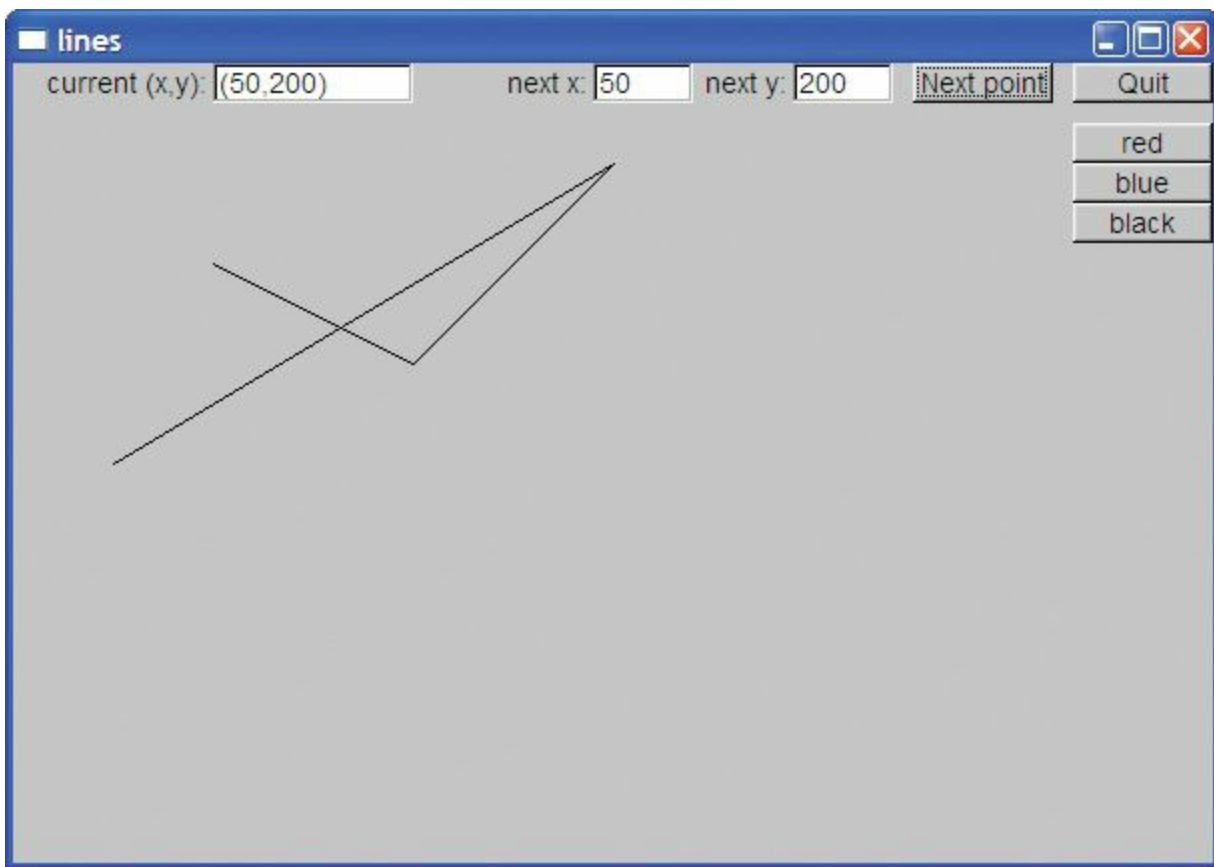 lines
current (x,y): (50,200) next x: 50 next y: 200 Next point Quit
red
blue
black